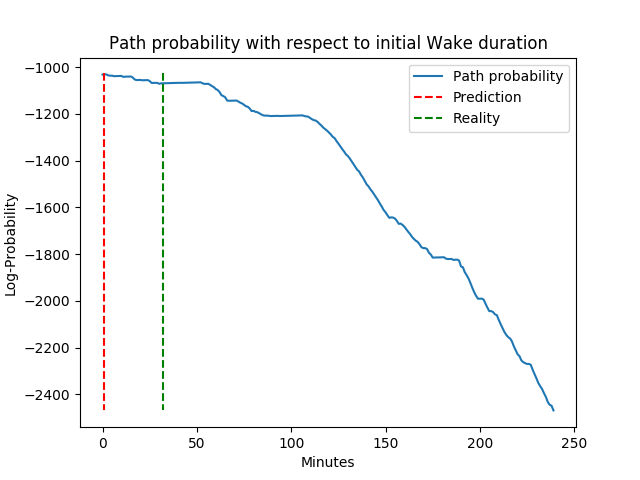 Path probability with respect to initial Wake duration
Path probability
Prediction
Reality
−1000
−1200
−1400
−1600
−1800
−2000
−2200
−2400
Log-Probability
0 50 100 150 200 250
Minutes